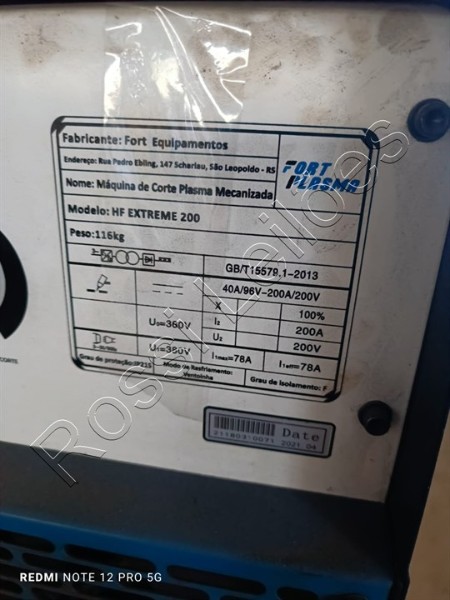 Fabricante: Fort Equipamentos
Endereço: Rua Pedro Ebling, 147 Scharlau, São Leopoldo - RS
FORT PLASMA
Nome: Máquina de Corte Plasma Mecanizada
Modelo: HF EXTREME 200
Peso:116kg
GB/T15579.1-2013
40A/96V-200A/200V
X 100%
U₀=360V I₂ 200A
U₂ 200V
U₁=380V I₁max=78A I₁eff=78A
Grau de proteção:IP21S Modo de Resfriamento: Ventoinha Grau de Isolamento: F
Date
2021.04
Rossi Leilões
REDMI NOTE 12 PRO 5G